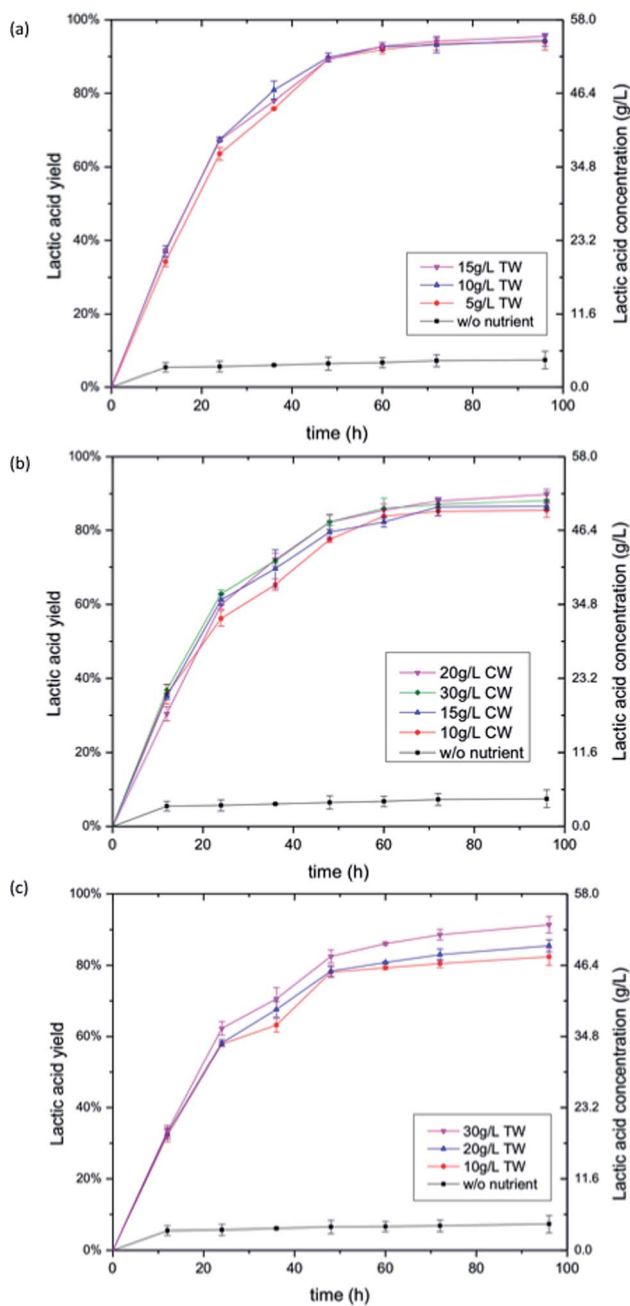 (a)
100%
80%
60%
40%
20%
0%
Lactic acid yield
58.0
46.4
34.8
23.2
11.6
0.0
Lactic acid concentration (g/L)
15g/L TW
10g/L TW
5g/L TW
w/o nutrient
0 20 40 60 80 100
time (h)
(b)
100%
80%
60%
40%
20%
0%
Lactic acid yield
58.0
46.4
34.8
23.2
11.6
0.0
Lactic acid concentration (g/L)
20g/L CW
30g/L CW
15g/L CW
10g/L CW
w/o nutrient
0 20 40 60 80 100
time (h)
(c)
100%
80%
60%
40%
20%
0%
Lactic acid yield
58.0
46.4
34.8
23.2
11.6
0.0
Lactic acid concentration (g/L)
30g/L TW
20g/L TW
10g/L TW
w/o nutrient
0 20 40 60 80 100
time (h)